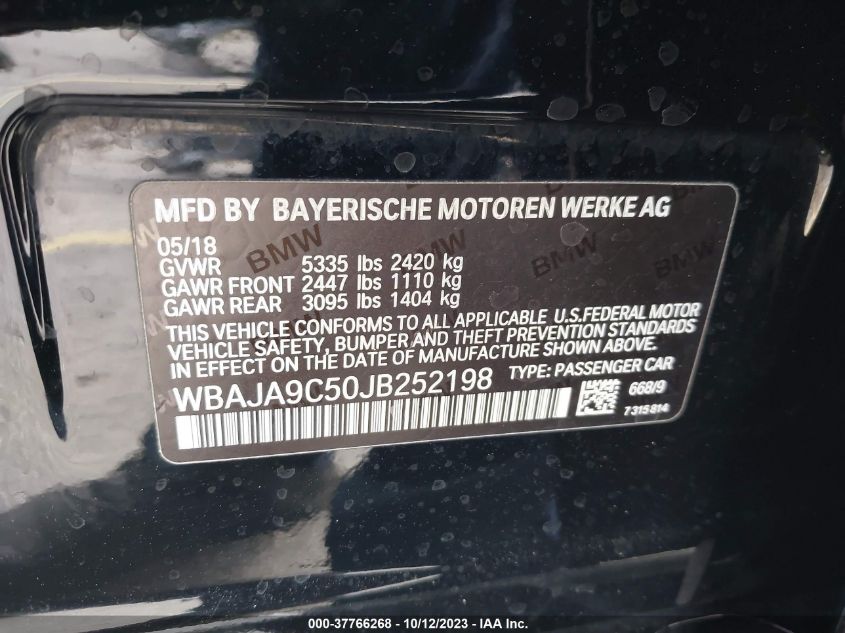 MFD BY BAYERISCHE MOTOREN WERKE AG
05/18
GVWR 5335 lbs 2420 kg
GAWR FRONT 2447 lbs 1110 kg
GAWR REAR 3095 lbs 1404 kg
THIS VEHICLE CONFORMS TO ALL APPLICABLE U.S.FEDERAL MOTOR
VEHICLE SAFETY, BUMPER AND THEFT PREVENTION STANDARDS
IN EFFECT ON THE DATE OF MANUFACTURE SHOWN ABOVE.
WBAJA9C50JB252198 TYPE: PASSENGER CAR
668/9
7315814
BMW
BMW
000-37766268 - 10/12/2023 - IAA Inc.